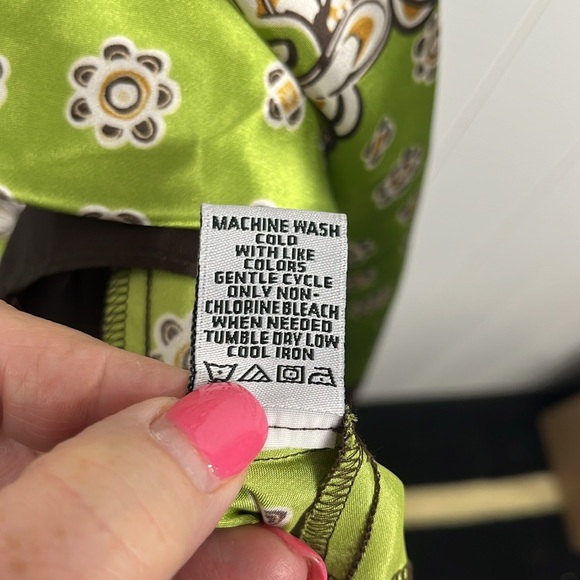 MACHINE WASH
COLD
WITH LIKE
COLORS
GENTLE CYCLE
ONLY NON-
CHLORINE BLEACH
WHEN NEEDED
TUMBLE DRY LOW
COOL IRON